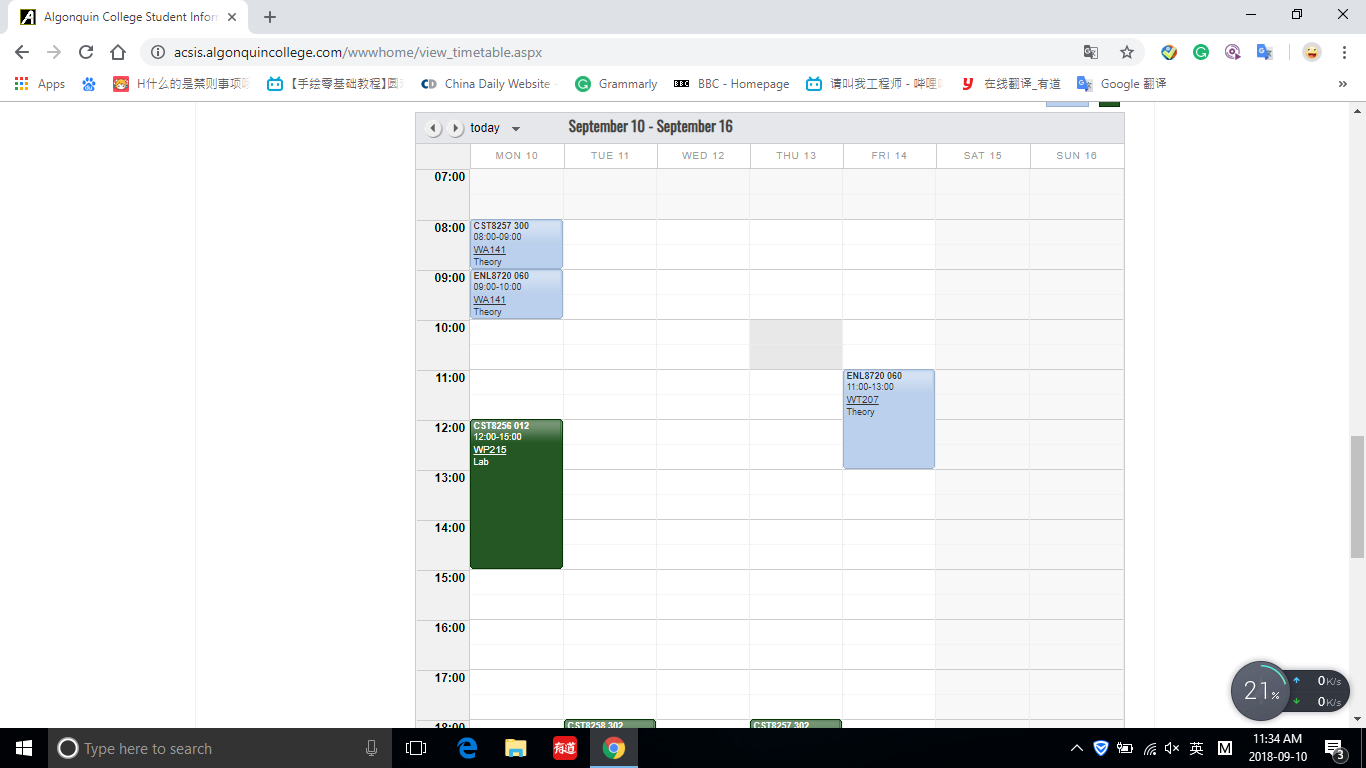 Algonquin College Student Infor
acsis.algonquincollege.com/wwwhome/view_timetable.aspx
Apps
H什么的是禁则事项
【手绘零基础教程】圆
CD China Daily Website
Grammarly
BBC BBC - Homepage
请叫我工程师 - 哔哩
y 在线翻译_有道
Google 翻译
»
today
September 10 - September 16
MON 10 TUE 11 WED 12 THU 13 FRI 14 SAT 15 SUN 16
07:00
08:00
CST8257 300
08:00-09:00
WA141
Theory
09:00
ENL8720 060
09:00-10:00
WA141
Theory
10:00
11:00
ENL8720 060
11:00-13:00
WT207
Theory
12:00
CST8256 012
12:00-15:00
WP215
Lab
13:00
14:00
15:00
16:00
17:00
18:00
CST8258 302
CST8257 302
21%
0K/s
0K/s
Type here to search
有道
英
M
11:34 AM
2018-09-10
3